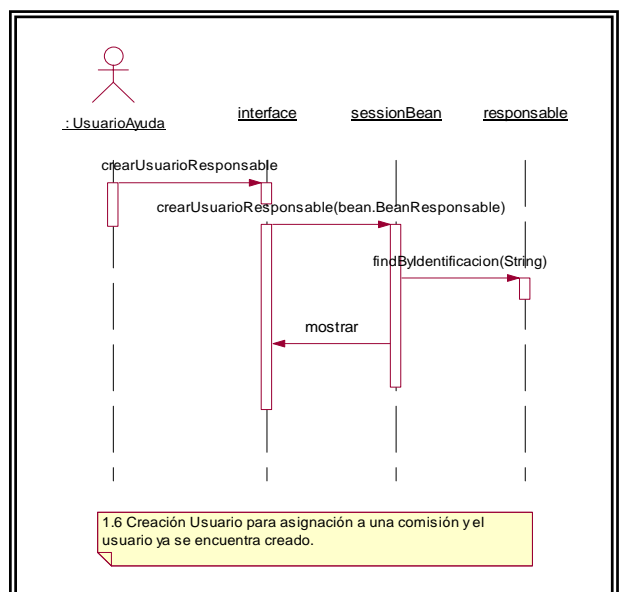 interface
sessionBean
responsable
: UsuarioAyuda
crearUsuarioResponsable
crearUsuarioResponsable(bean.BeanResponsable)
findByIdentificacion(String)
mostrar
1.6 Creación Usuario para asignación a una comisión y el
usuario ya se encuentra creado.